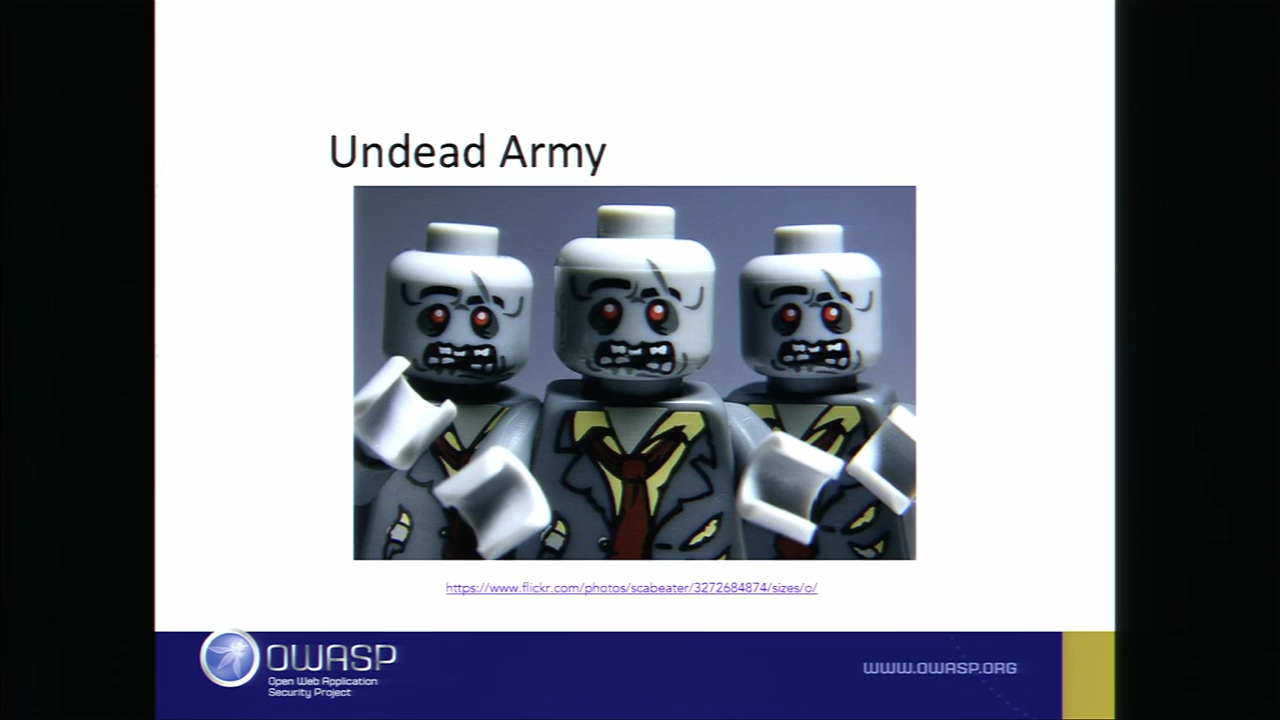 Undead Army
https://www.flickr.com/photos/scabeater/3272684874/sizes/o/
OWASP
Open Web Application
Security Project
WWW.OWASP.ORG